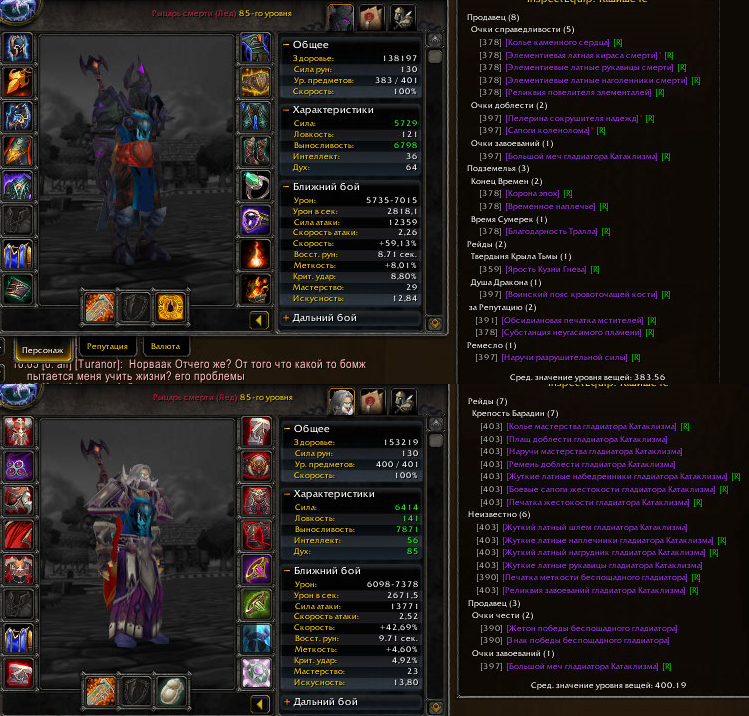 Рыцарь смерти (Лед) 85-го уровня
Общее
Здоровье: 138197
Сила рун: 130
Ур. предметов: 383 / 401
Скорость: 100%
Характеристики
Сила: 5729
Ловкость: 121
Выносливость: 6798
Интеллект: 36
Дух: 64
Ближний бой
Урон: 5735-7015
Урон в сек: 2818,1
Сила атаки: 12359
Скорость атаки: 2,26
Скорость: +59,13%
Восст. рун: 8.71 сек.
Меткость: +8,01%
Крит. удар: 8,80%
Мастерство: 29
Искусность: 12,84
Дальний бой
Персонаж
Репутация
Валюта
[Turanor]: Норваак Отчего же? От того что какой то бомж
пытается меня учить жизни? его проблемы
Продавец (8)
Очки справедливости (5)
[378] [Колье каменного сердца] [R]
[378] [Элементиевая латная кираса смерти]* [R]
[378] [Элементиевые латные рукавицы смерти] [R]
[378] [Элементиевые латные наголенники смерти] [R]
[378] [Реликвия повелителя элементалей] [R]
Очки доблести (2)
[397] [Пелерина сокрушителя надежд]* [R]
[397] [Сапоги коленолома]* [R]
Очки завоеваний (1)
[397] [Большой меч гладиатора Катаклизма] [R]
Подземелья (3)
Конец Времен (2)
[378] [Корона эпох] [R]
[378] [Временное наплечье] [R]
Время Сумерек (1)
[378] [Благодарность Тралла] [R]
Рейды (2)
Твердыня Крыла Тьмы (1)
[359] [Ярость Кузни Гнева] [R]
Душа Дракона (1)
[397] [Воинский пояс кровоточащей кости] [R]
за Репутацию (2)
[391] [Обсидиановая печатка мстителей] [R]
[378] [Субстанция неугасимого пламени] [R]
Ремесло (1)
[397] [Наручи разрушительной силы] [R]
Сред. значение уровня вещей: 383.56
Рыцарь смерти (Лед) 85-го уровня
Общее
Здоровье: 153219
Сила рун: 130
Ур. предметов: 400 / 401
Скорость: 100%
Характеристики
Сила: 6414
Ловкость: 141
Выносливость: 7871
Интеллект: 56
Дух: 85
Ближний бой
Урон: 6098-7378
Урон в сек: 2671,5
Сила атаки: 13771
Скорость атаки: 2,52
Скорость: +42,69%
Восст. рун: 9.71 сек.
Меткость: +4,60%
Крит. удар: 4,92%
Мастерство: 23
Искусность: 13,80
Дальний бой
Рейды (7)
Крепость Барадин (7)
[403] [Колье мастерства гладиатора Катаклизма] [R]
[403] [Плащ доблести гладиатора Катаклизма]
[403] [Наручи мастерства гладиатора Катаклизма]
[403] [Ремень доблести гладиатора Катаклизма]
[403] [Жуткие латные набедренники гладиатора Катаклизма] [R]
[403] [Боевые сапоги жестокости гладиатора Катаклизма] [R]
[403] [Печатка жестокости гладиатора Катаклизма] [R]
Неизвестно (6)
[403] [Жуткий латный шлем гладиатора Катаклизма]
[403] [Жуткие латные наплечники гладиатора Катаклизма] [R]
[403] [Жуткий латный нагрудник гладиатора Катаклизма] [R]
[403] [Жуткие латные рукавицы гладиатора Катаклизма]
[390] [Печатка меткости беспощадного гладиатора] [R]
[403] [Реликвия завоеваний гладиатора Катаклизма] [R]
Продавец (3)
Очки чести (2)
[390] [Жетон победы беспощадного гладиатора]
[390] [Знак победы беспощадного гладиатора]
Очки завоеваний (1)
[397] [Большой меч гладиатора Катаклизма] [R]
Сред. значение уровня вещей: 400.19